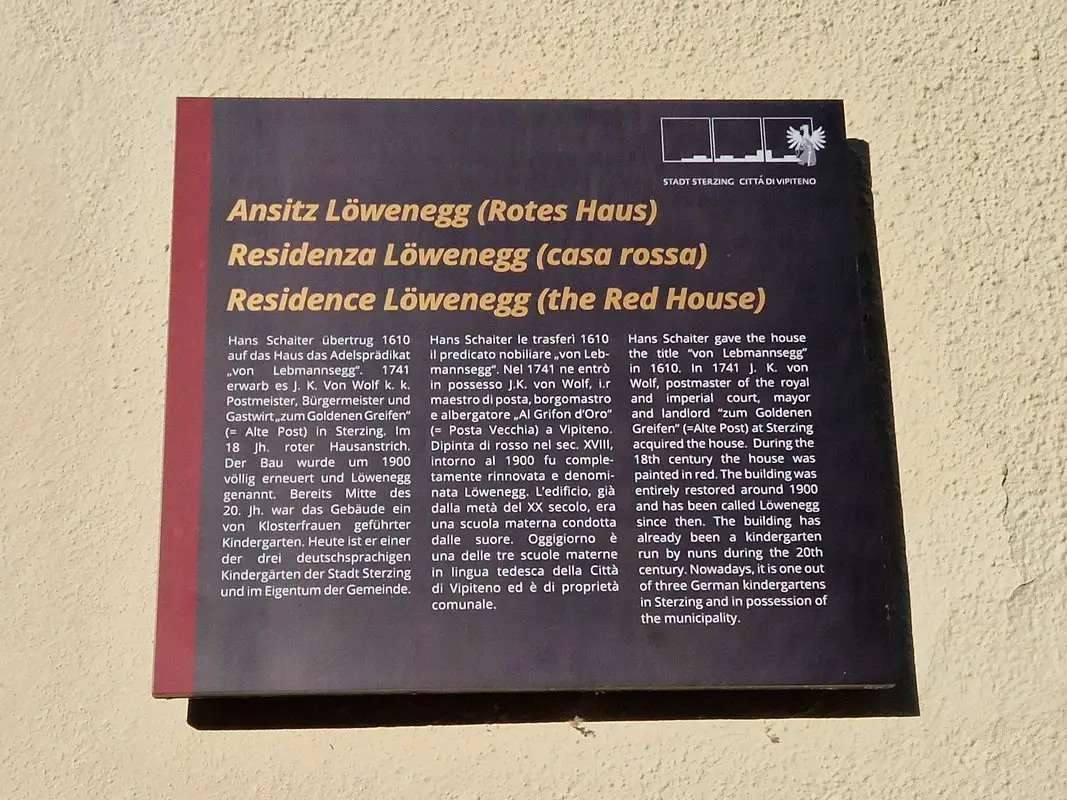 STADT STERZING CITTÁ DI VIPITENO
Ansitz Löwenegg (Rotes Haus)
Residenza Löwenegg (casa rossa)
Residence Löwenegg (the Red House)
Hans Schaiter übertrug 1610
auf das Haus das Adelsprädikat
„von Lebmannsegg“. 1741
erwarb es J. K. Von Wolf k. k.
Postmeister, Bürgermeister und
Gastwirt „zum Goldenen Greifen“
(= Alte Post) in Sterzing. Im
18 Jh. roter Hausanstrich.
Der Bau wurde um 1900
völlig erneuert und Löwenegg
genannt. Bereits Mitte des
20. Jh. war das Gebäude ein
von Klosterfrauen geführter
Kindergarten. Heute ist er einer
der drei deutschsprachigen
Kindergärten der Stadt Sterzing
und im Eigentum der Gemeinde.
Hans Schaiter le trasferì 1610
il predicato nobiliare „von Leb-
mannsegg“. Nel 1741 ne entrò
in possesso J.K. von Wolf, i.r
maestro di posta, borgomastro
e albergatore „Al Grifon d’Oro“
(= Posta Vecchia) a Vipiteno.
Dipinta di rosso nel sec. XVIII,
intorno al 1900 fu comple-
tamente rinnovata e denomi-
nata Löwenegg. L’edificio, già
dalla metà del XX secolo, era
una scuola materna condotta
dalle suore. Oggigiorno è
una delle tre scuole materne
in lingua tedesca della Città
di Vipiteno ed è di proprietà
comunale.
Hans Schaiter gave the house
the title “von Lebmannsegg”
in 1610. In 1741 J. K. von
Wolf, postmaster of the royal
and imperial court, mayor
and landlord “zum Goldenen
Greifen” (=Alte Post) at Sterzing
acquired the house. During the
18th century the house was
painted in red. The building was
entirely restored around 1900
and has been called Löwenegg
since then. The building has
already been a kindergarten
run by nuns during the 20th
century. Nowadays, it is one out
of three German kindergartens
in Sterzing and in possession of
the municipality.